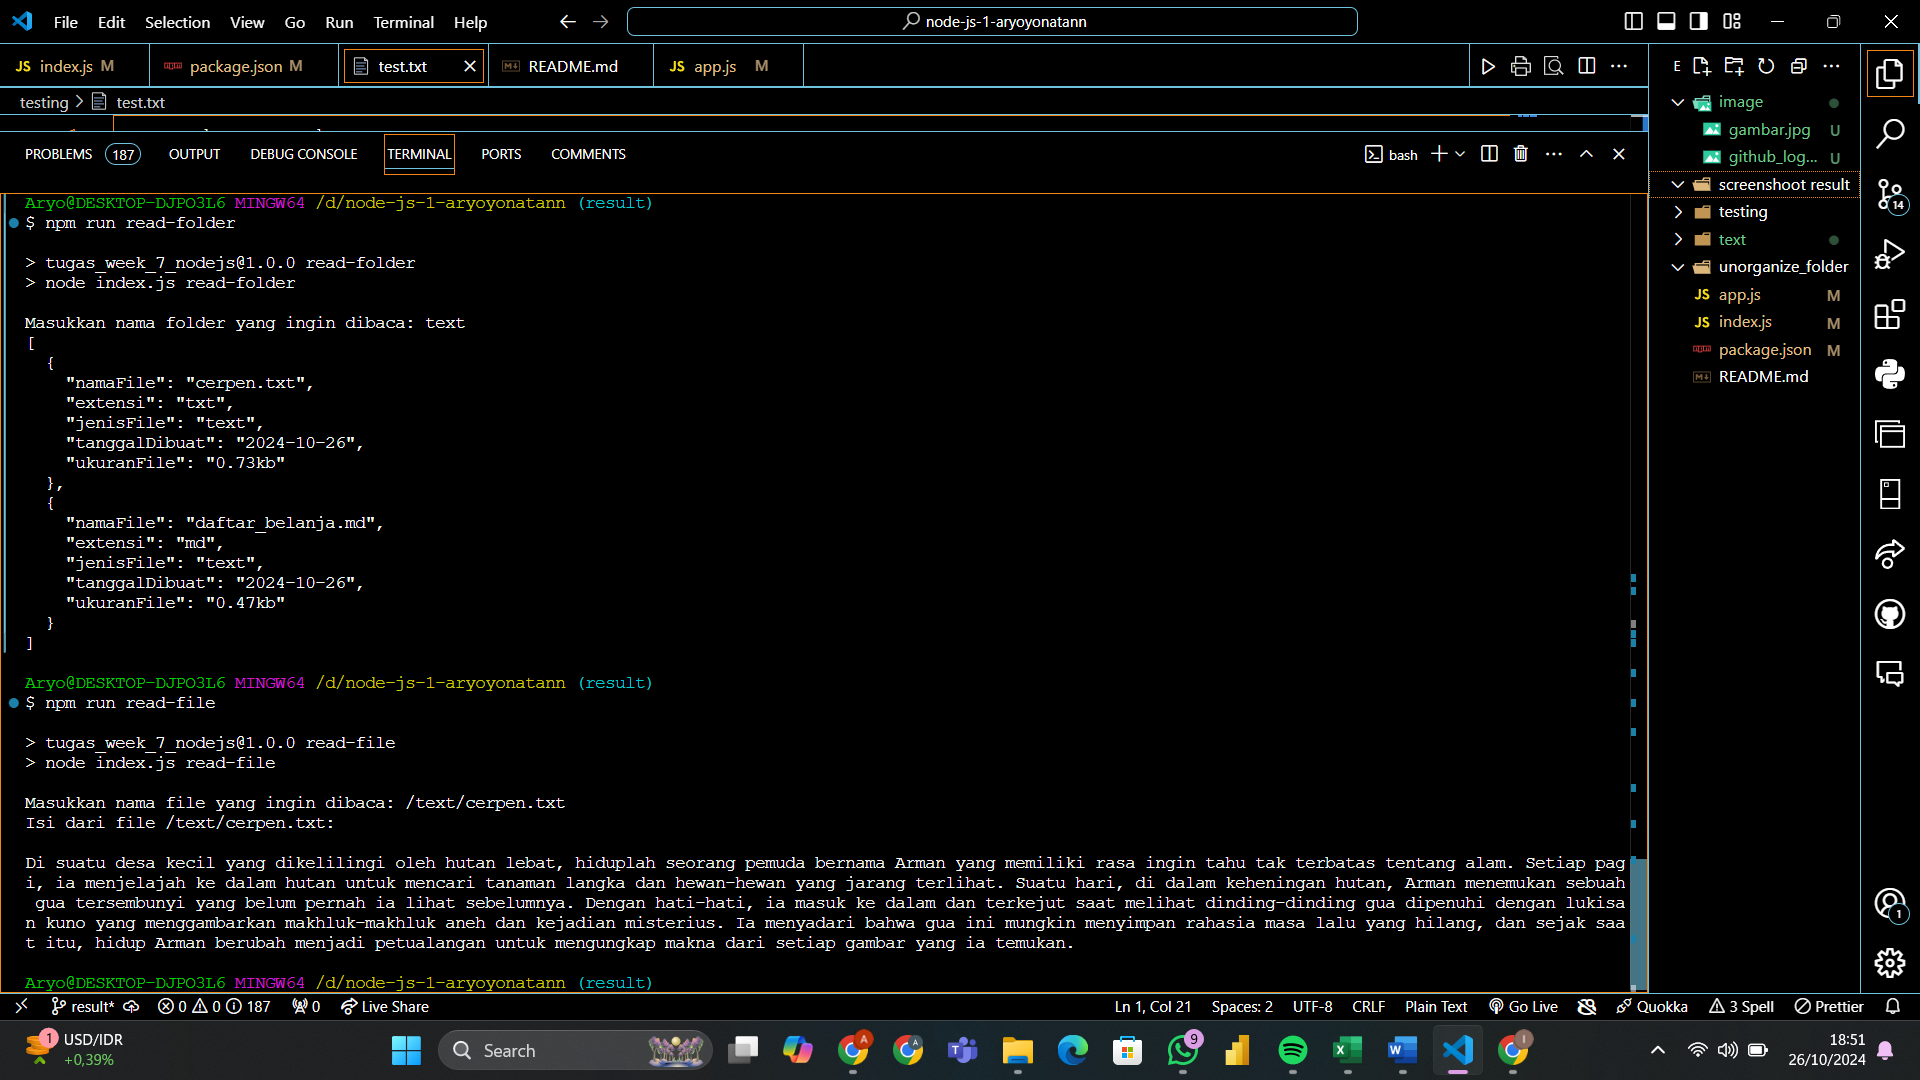 File Edit Selection View Go Run Terminal Help
node-js-1-aryoyonatann
JS index.js M package.json M test.txt README.md JS app.js M
testing > test.txt
PROBLEMS 187 OUTPUT DEBUG CONSOLE TERMINAL PORTS COMMENTS
bash
Aryo@DESKTOP-DJPO3L6 MINGW64 /d/node-js-1-aryoyonatann (result)
$ npm run read-folder
> tugas_week_7_nodejs@1.0.0 read-folder
> node index.js read-folder
Masukkan nama folder yang ingin dibaca: text
[
{
"namaFile": "cerpen.txt",
"extensi": "txt",
"jenisFile": "text",
"tanggalDibuat": "2024-10-26",
"ukuranFile": "0.73kb"
},
{
"namaFile": "daftar_belanja.md",
"extensi": "md",
"jenisFile": "text",
"tanggalDibuat": "2024-10-26",
"ukuranFile": "0.47kb"
}
]
Aryo@DESKTOP-DJPO3L6 MINGW64 /d/node-js-1-aryoyonatann (result)
$ npm run read-file
> tugas_week_7_nodejs@1.0.0 read-file
> node index.js read-file
Masukkan nama file yang ingin dibaca: /text/cerpen.txt
Isi dari file /text/cerpen.txt:
Di suatu desa kecil yang dikelilingi oleh hutan lebat, hiduplah seorang pemuda bernama Arman yang memiliki rasa ingin tahu tak terbatas tentang alam. Setiap pag
i, ia menjelajah ke dalam hutan untuk mencari tanaman langka dan hewan-hewan yang jarang terlihat. Suatu hari, di dalam keheningan hutan, Arman menemukan sebuah
gua tersembunyi yang belum pernah ia lihat sebelumnya. Dengan hati-hati, ia masuk ke dalam dan terkejut saat melihat dinding-dinding gua dipenuhi dengan lukisa
n kuno yang menggambarkan makhluk-makhluk aneh dan kejadian misterius. Ia menyadari bahwa gua ini mungkin menyimpan rahasia masa lalu yang hilang, dan sejak saa
t itu, hidup Arman berubah menjadi petualangan untuk mengungkap makna dari setiap gambar yang ia temukan.
Aryo@DESKTOP-DJPO3L6 MINGW64 /d/node-js-1-aryoyonatann (result)
E
image
gambar.jpg U
github_log... U
screenshoot result
testing
text
unorganize_folder
JS app.js M
JS index.js M
package.json M
README.md
14
1
result* 0 0 187 0 Live Share Ln 1, Col 21 Spaces: 2 UTF-8 CRLF Plain Text Go Live Quokka 3 Spell Prettier
1 USD/IDR
+0,39%
Search
9
18:51
26/10/2024